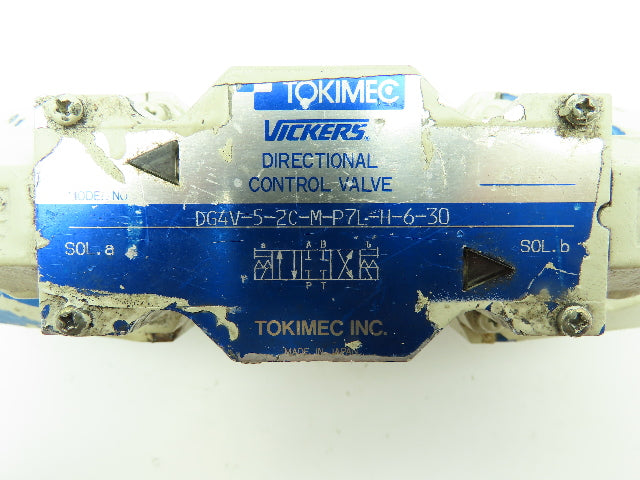 TOKIMEC
VICKERS
DIRECTIONAL
CONTROL VALVE
MODEL NO
DG4V-5-2C-M-P7L-H-6-30
SOL.a
SOL.b
a A B b
P T
TOKIMEC INC.
MADE IN JAPAN